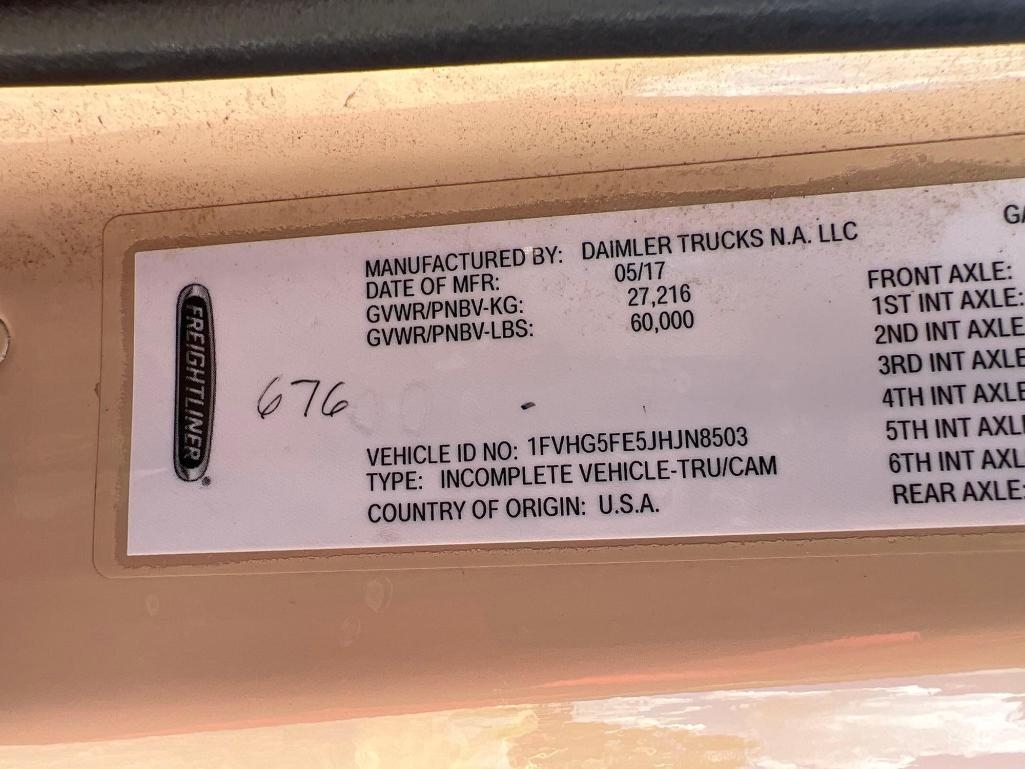 GA
MANUFACTURED BY: DAIMLER TRUCKS N.A. LLC
DATE OF MFR: 05/17
GVWR/PNBV-KG: 27,216
GVWR/PNBV-LBS: 60,000
FREIGHTLINER
676
VEHICLE ID NO: 1FVHG5FE5JHJN8503
TYPE: INCOMPLETE VEHICLE-TRU/CAM
COUNTRY OF ORIGIN: U.S.A.
FRONT AXLE:
1ST INT AXLE:
2ND INT AXLE
3RD INT AXLE
4TH INT AXLE
5TH INT AXL
6TH INT AXL
REAR AXLE: